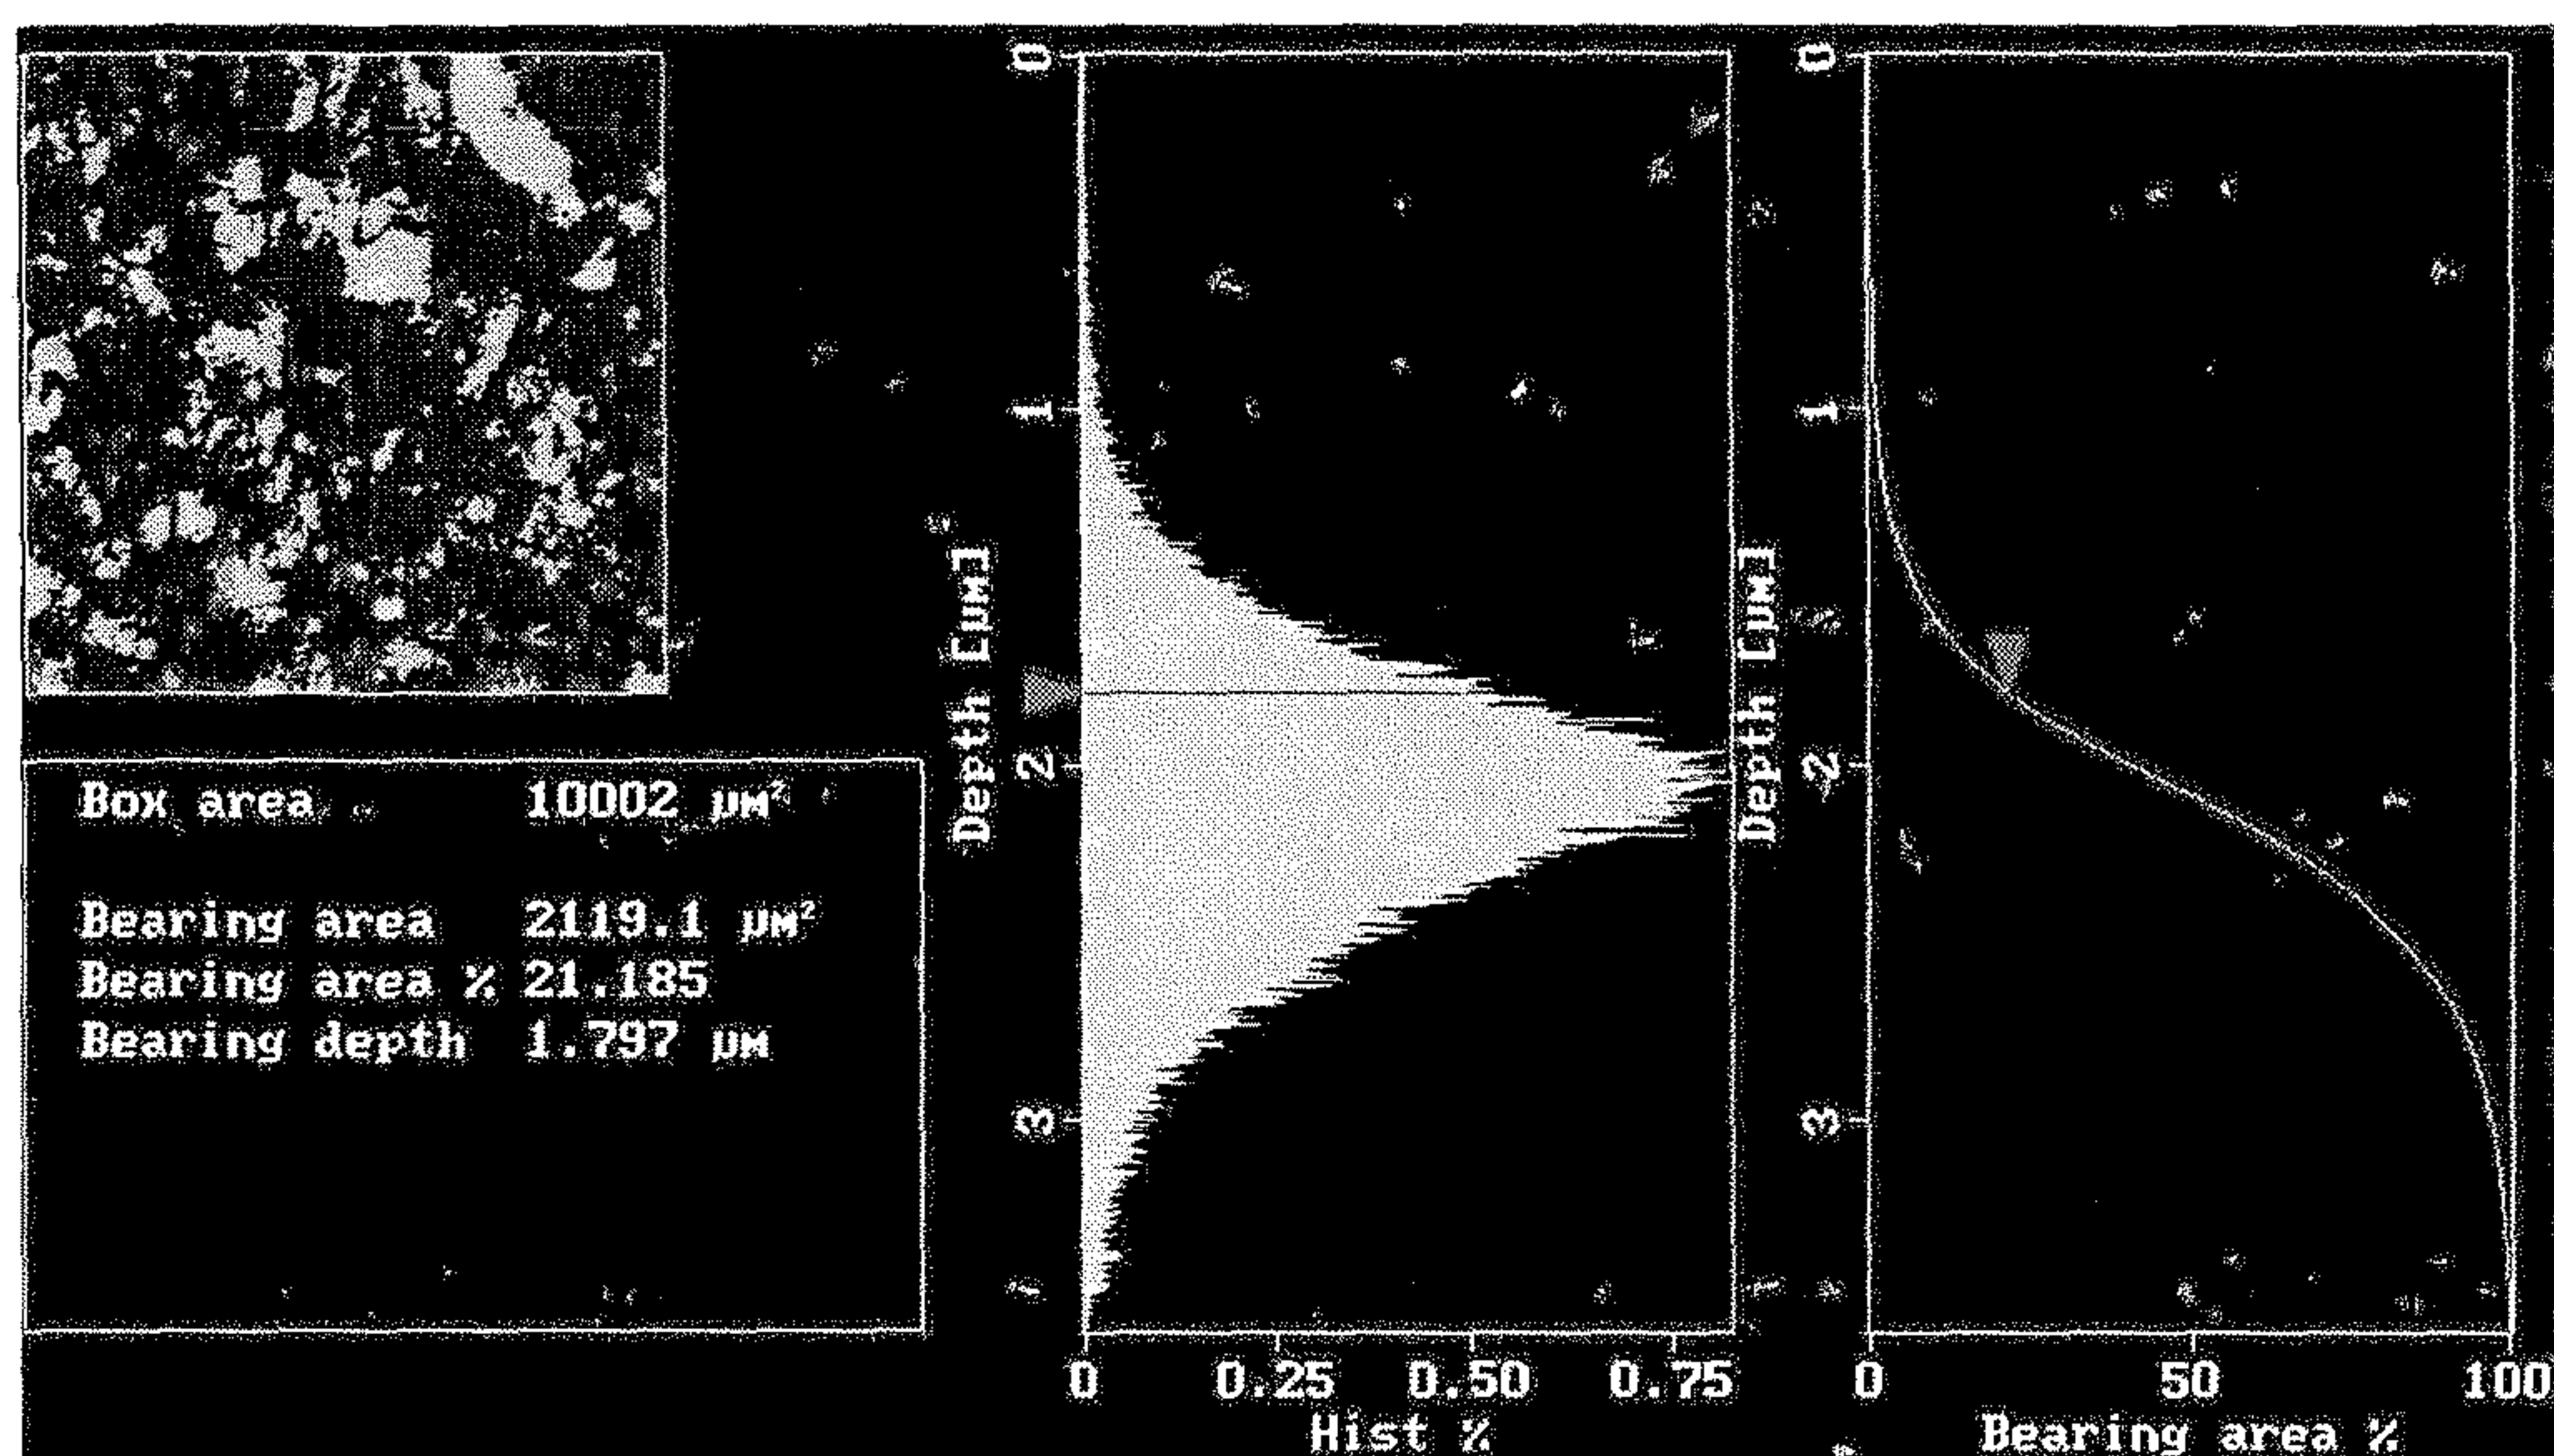 Box area 10002 µm²
Bearing area 2119.1 µm²
Bearing area % 21.185
Bearing depth 1.797 µm
Depth [µm]
0
1
2
3
0 0.25 0.50 0.75
Hist %
Depth [µm]
0
1
2
3
0 50 100
Bearing area %